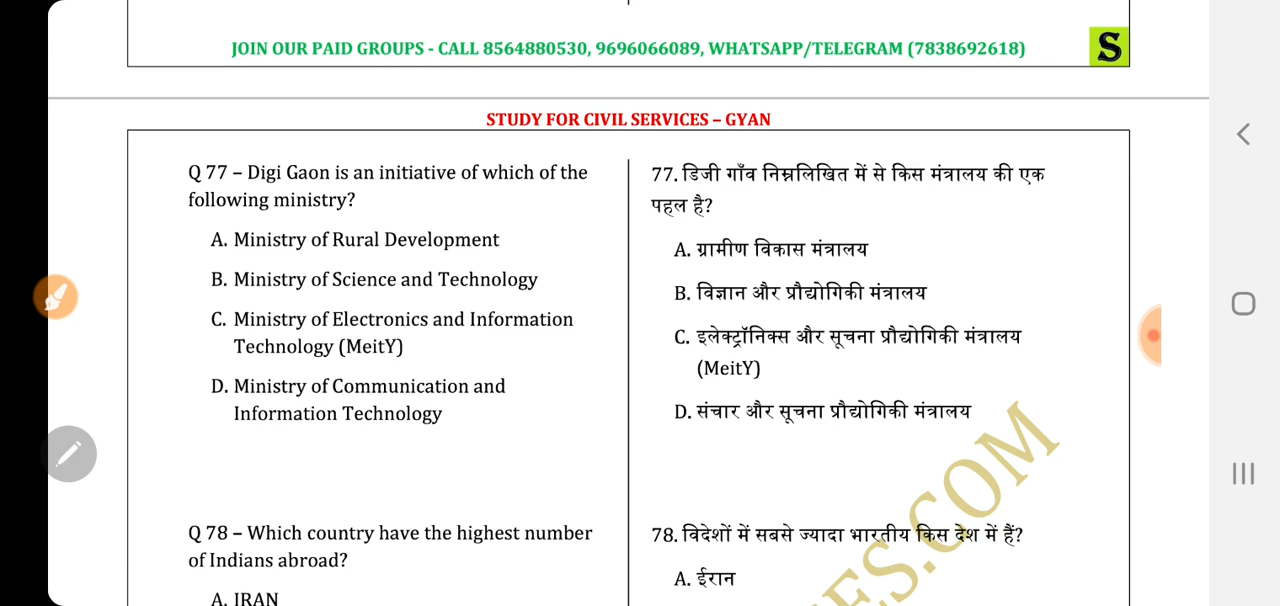 JOIN OUR PAID GROUPS - CALL 8564880530, 9696066089, WHATSAPP/TELEGRAM (7838692618)
S
STUDY FOR CIVIL SERVICES – GYAN
Q 77 – Digi Gaon is an initiative of which of the
following ministry?
A. Ministry of Rural Development
B. Ministry of Science and Technology
C. Ministry of Electronics and Information
Technology (MeitY)
D. Ministry of Communication and
Information Technology
Q 78 – Which country have the highest number
of Indians abroad?
A. IRAN
77. डिजी गाँव निम्नलिखित में से किस मंत्रालय की एक
पहल है?
A. ग्रामीण विकास मंत्रालय
B. विज्ञान और प्रौद्योगिकी मंत्रालय
C. इलेक्ट्रॉनिक्स और सूचना प्रौद्योगिकी मंत्रालय
(MeitY)
D. संचार और सूचना प्रौद्योगिकी मंत्रालय
78. विदेशों में सबसे ज्यादा भारतीय किस देश में हैं?
A. ईरान
ES.COM